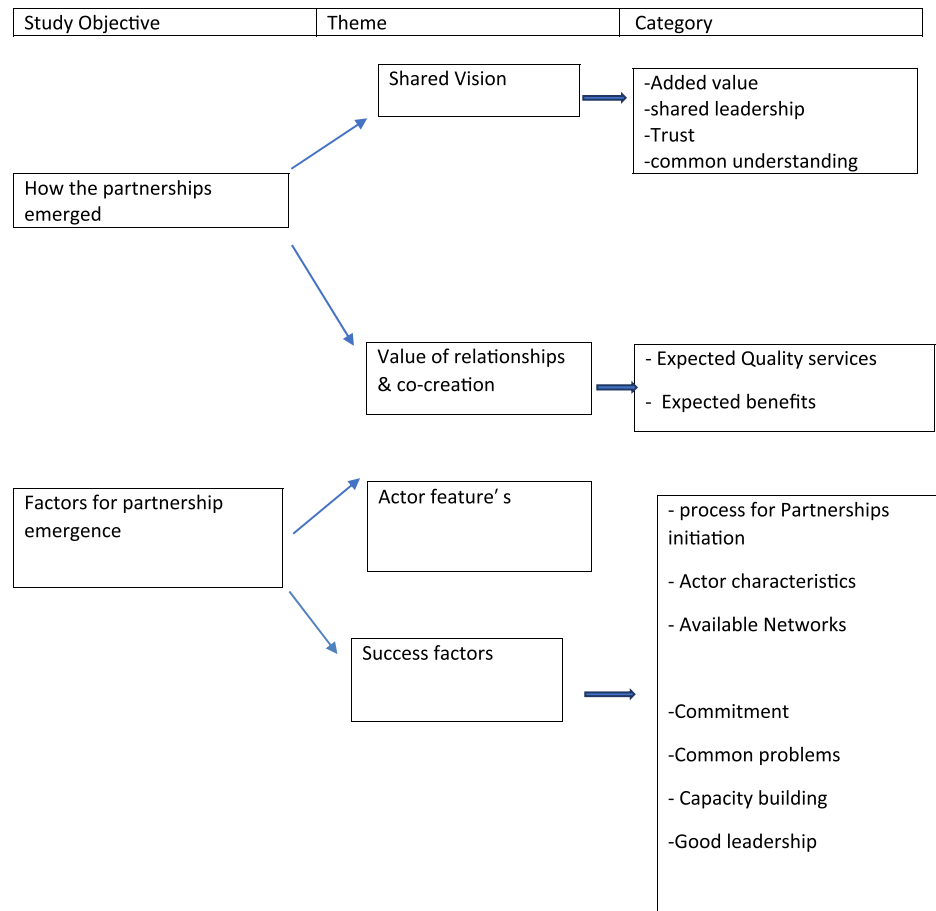 Study Objective
Theme
Category
Shared Vision
-Added value
-shared leadership
-Trust
-common understanding
How the partnerships
emerged
Value of relationships
& co-creation
- Expected Quality services
- Expected benefits
Factors for partnership
emergence
Actor feature’ s
Success factors
- process for Partnerships
initiation
- Actor characteristics
- Available Networks
-Commitment
-Common problems
- Capacity building
-Good leadership